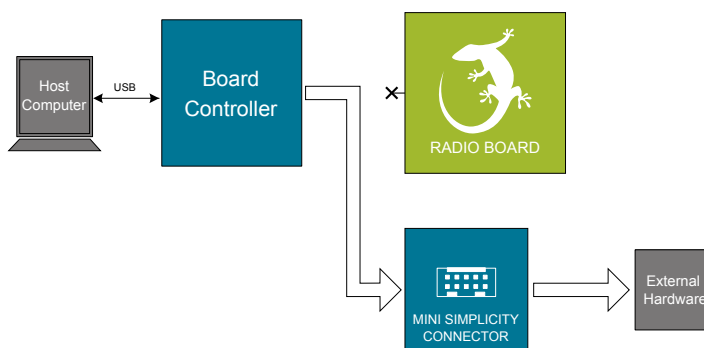 Host
Computer
USB
Board
Controller
RADIO BOARD
MINI SIMPLICITY
CONNECTOR
External
Hardware